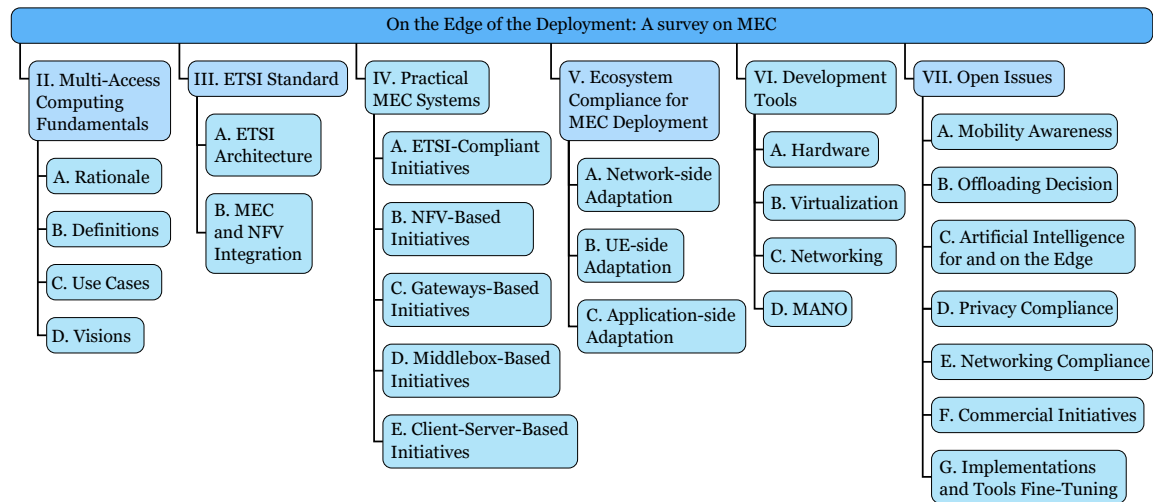 On the Edge of the Deployment: A survey on MEC
II. Multi-Access
Computing
Fundamentals
A. Rationale
B. Definitions
C. Use Cases
D. Visions
III. ETSI Standard
A. ETSI
Architecture
B. MEC
and NFV
Integration
IV. Practical
MEC Systems
A. ETSI-Compliant
Initiatives
B. NFV-Based
Initiatives
C. Gateways-Based
Initiatives
D. Middlebox-Based
Initiatives
E. Client-Server-Based
Initiatives
V. Ecosystem
Compliance for
MEC Deployment
A. Network-side
Adaptation
B. UE-side
Adaptation
C. Application-side
Adaptation
VI. Development
Tools
A. Hardware
B. Virtualization
C. Networking
D. MANO
VII. Open Issues
A. Mobility Awareness
B. Offloading Decision
C. Artificial Intelligence
for and on the Edge
D. Privacy Compliance
E. Networking Compliance
F. Commercial Initiatives
G. Implementations
and Tools Fine-Tuning